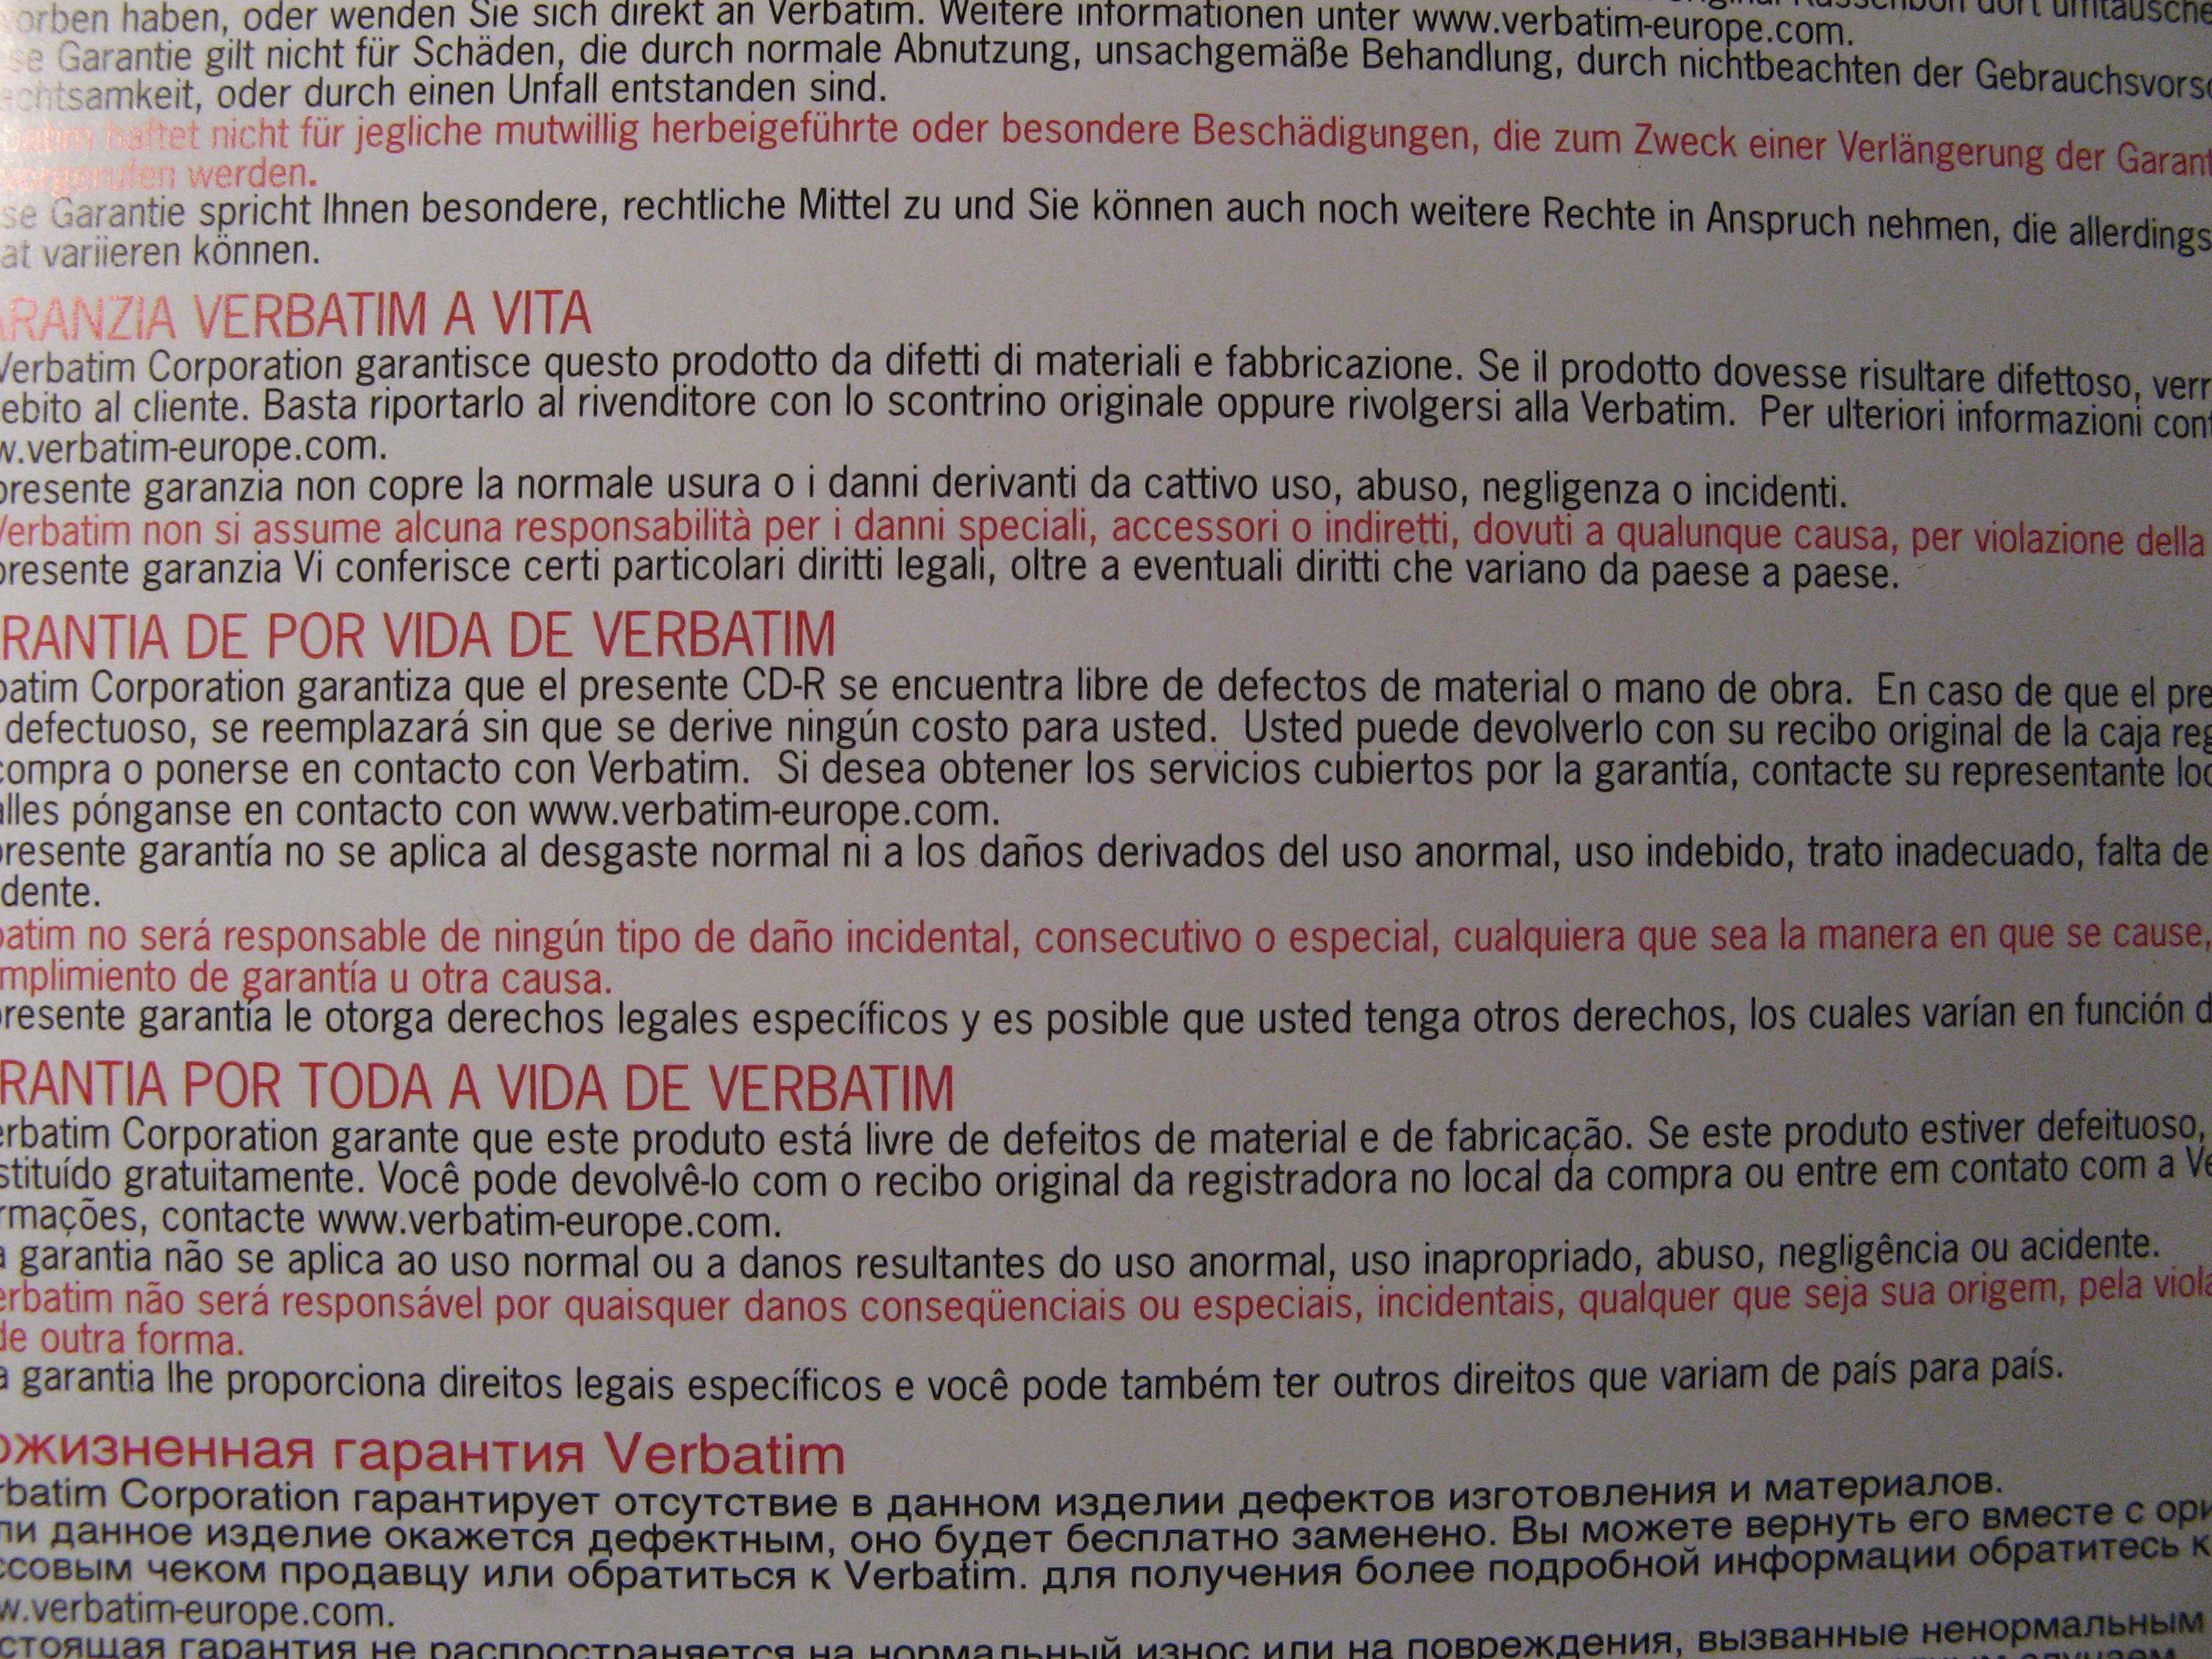 haben, oder wenden Sie sich direkt an Verbatim. Weitere Informationen unter www.verbatim-europe.com.
se Garantie gilt nicht für Schäden, die durch normale Abnutzung, unsachgemäße Behandlung, durch nichtbeachten der Gebrauchsvors
chtsamkeit, oder durch einen Unfall entstanden sind.
batim haftet nicht für jegliche mutwillig herbeigeführte oder besondere Beschädigungen, die zum Zweck einer Verlängerung der Garant
vorgerufen werden.
se Garantie spricht Ihnen besondere, rechtliche Mittel zu und Sie können auch noch weitere Rechte in Anspruch nehmen, die allerdings
at variieren können.
RANZIA VERBATIM A VITA
Verbatim Corporation garantisce questo prodotto da difetti di materiali e fabbricazione. Se il prodotto dovesse risultare difettoso, verr
ebito al cliente. Basta riportarlo al rivenditore con lo scontrino originale oppure rivolgersi alla Verbatim. Per ulteriori informazioni cont
w.verbatim-europe.com.
presente garanzia non copre la normale usura o i danni derivanti da cattivo uso, abuso, negligenza o incidenti.
Verbatim non si assume alcuna responsabilità per i danni speciali, accessori o indiretti, dovuti a qualunque causa, per violazione della
presente garanzia Vi conferisce certi particolari diritti legali, oltre a eventuali diritti che variano da paese a paese.
RANTIA DE POR VIDA DE VERBATIM
batim Corporation garantiza que el presente CD-R se encuentra libre de defectos de material o mano de obra. En caso de que el pre
defectuoso, se reemplazará sin que se derive ningún costo para usted. Usted puede devolverlo con su recibo original de la caja reg
compra o ponerse en contacto con Verbatim. Si desea obtener los servicios cubiertos por la garantía, contacte su representante loc
alles pónganse en contacto con www.verbatim-europe.com.
presente garantía no se aplica al desgaste normal ni a los daños derivados del uso anormal, uso indebido, trato inadecuado, falta de
dente.
batim no será responsable de ningún tipo de daño incidental, consecutivo o especial, cualquiera que sea la manera en que se cause,
mplimiento de garantía u otra causa.
presente garantía le otorga derechos legales específicos y es posible que usted tenga otros derechos, los cuales varían en función d
RANTIA POR TODA A VIDA DE VERBATIM
erbatim Corporation garante que este produto está livre de defeitos de material e de fabricação. Se este produto estiver defeituoso,
stituído gratuitamente. Você pode devolvê-lo com o recibo original da registradora no local da compra ou entre em contato com a Ve
rmações, contacte www.verbatim-europe.com.
a garantia não se aplica ao uso normal ou a danos resultantes do uso anormal, uso inapropriado, abuso, negligência ou acidente.
erbatim não será responsável por quaisquer danos conseqüenciais ou especiais, incidentais, qualquer que seja sua origem, pela viola
de outra forma.
a garantia lhe proporciona direitos legais específicos e você pode também ter outros direitos que variam de país para país.
ожизненная гарантия Verbatim
rbatim Corporation гарантирует отсутствие в данном изделии дефектов изготовления и материалов.
ли данное изделие окажется дефектным, оно будет бесплатно заменено. Вы можете вернуть его вместе с ори
ссовым чеком продавцу или обратиться к Verbatim. для получения более подробной информации обратитесь к
w.verbatim-europe.com.
стоящая гарантия не распространяется на нормальный износ или на повреждения, вызванные ненормальным